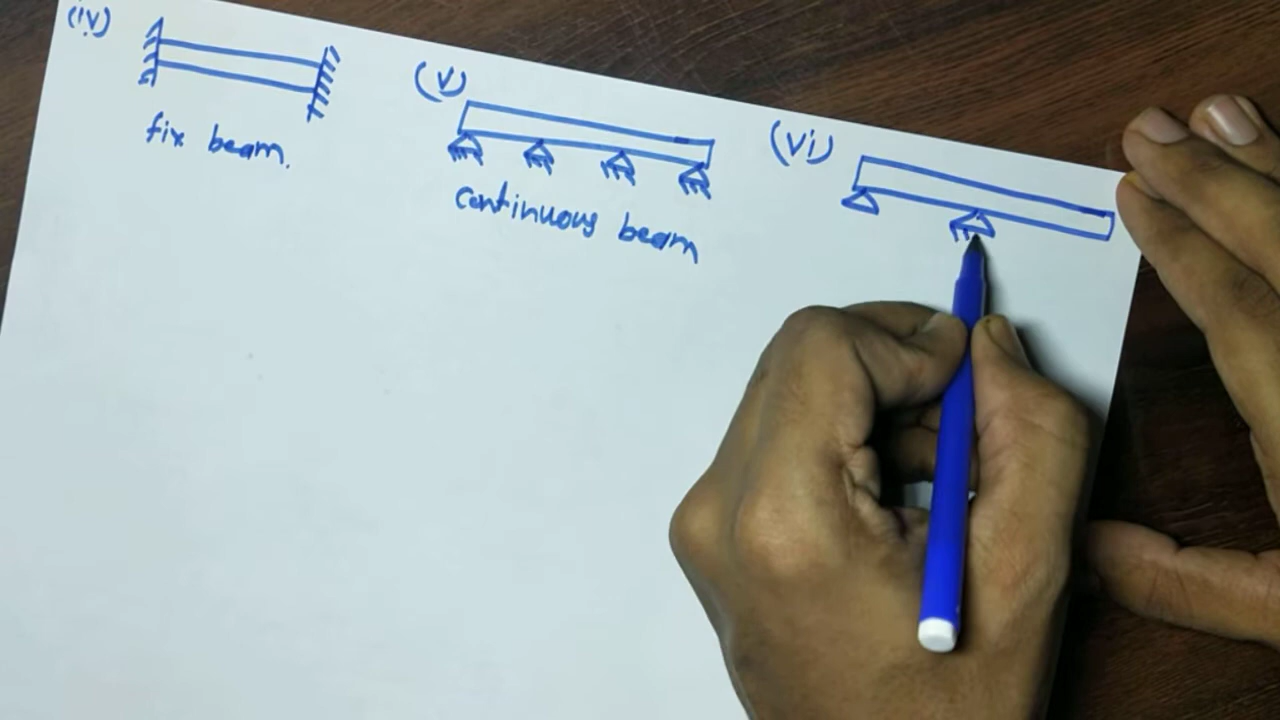 (iv)
fix beam.
(v)
continuous beam
(vi)